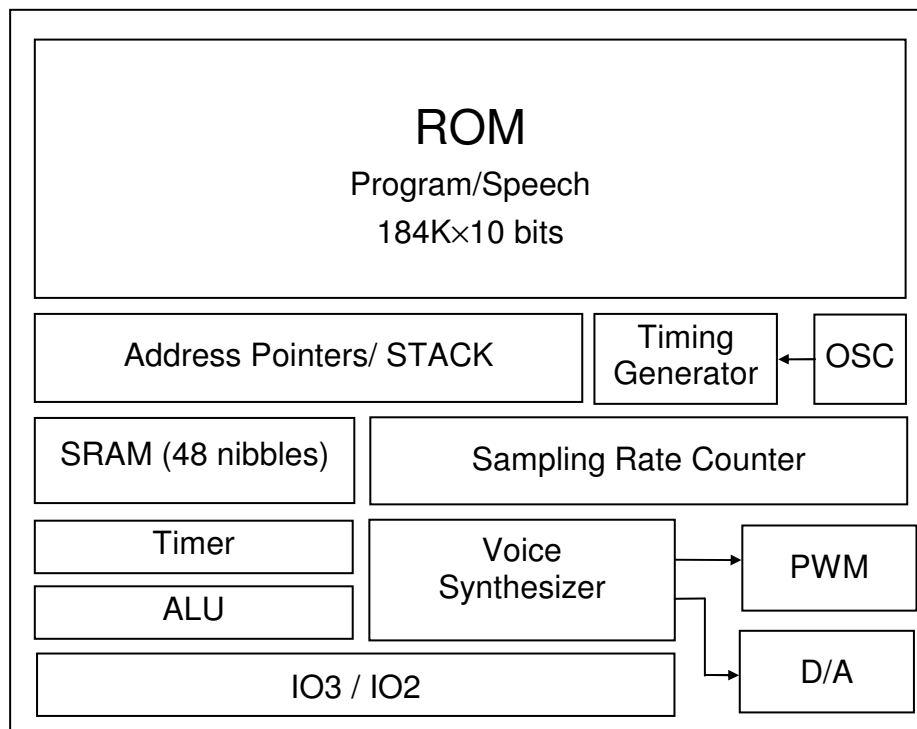 ROM
Program/Speech
184K×10 bits
Address Pointers/ STACK
Timing
Generator
OSC
SRAM (48 nibbles)
Sampling Rate Counter
Timer
Voice
Synthesizer
PWM
ALU
IO3 / IO2
D/A